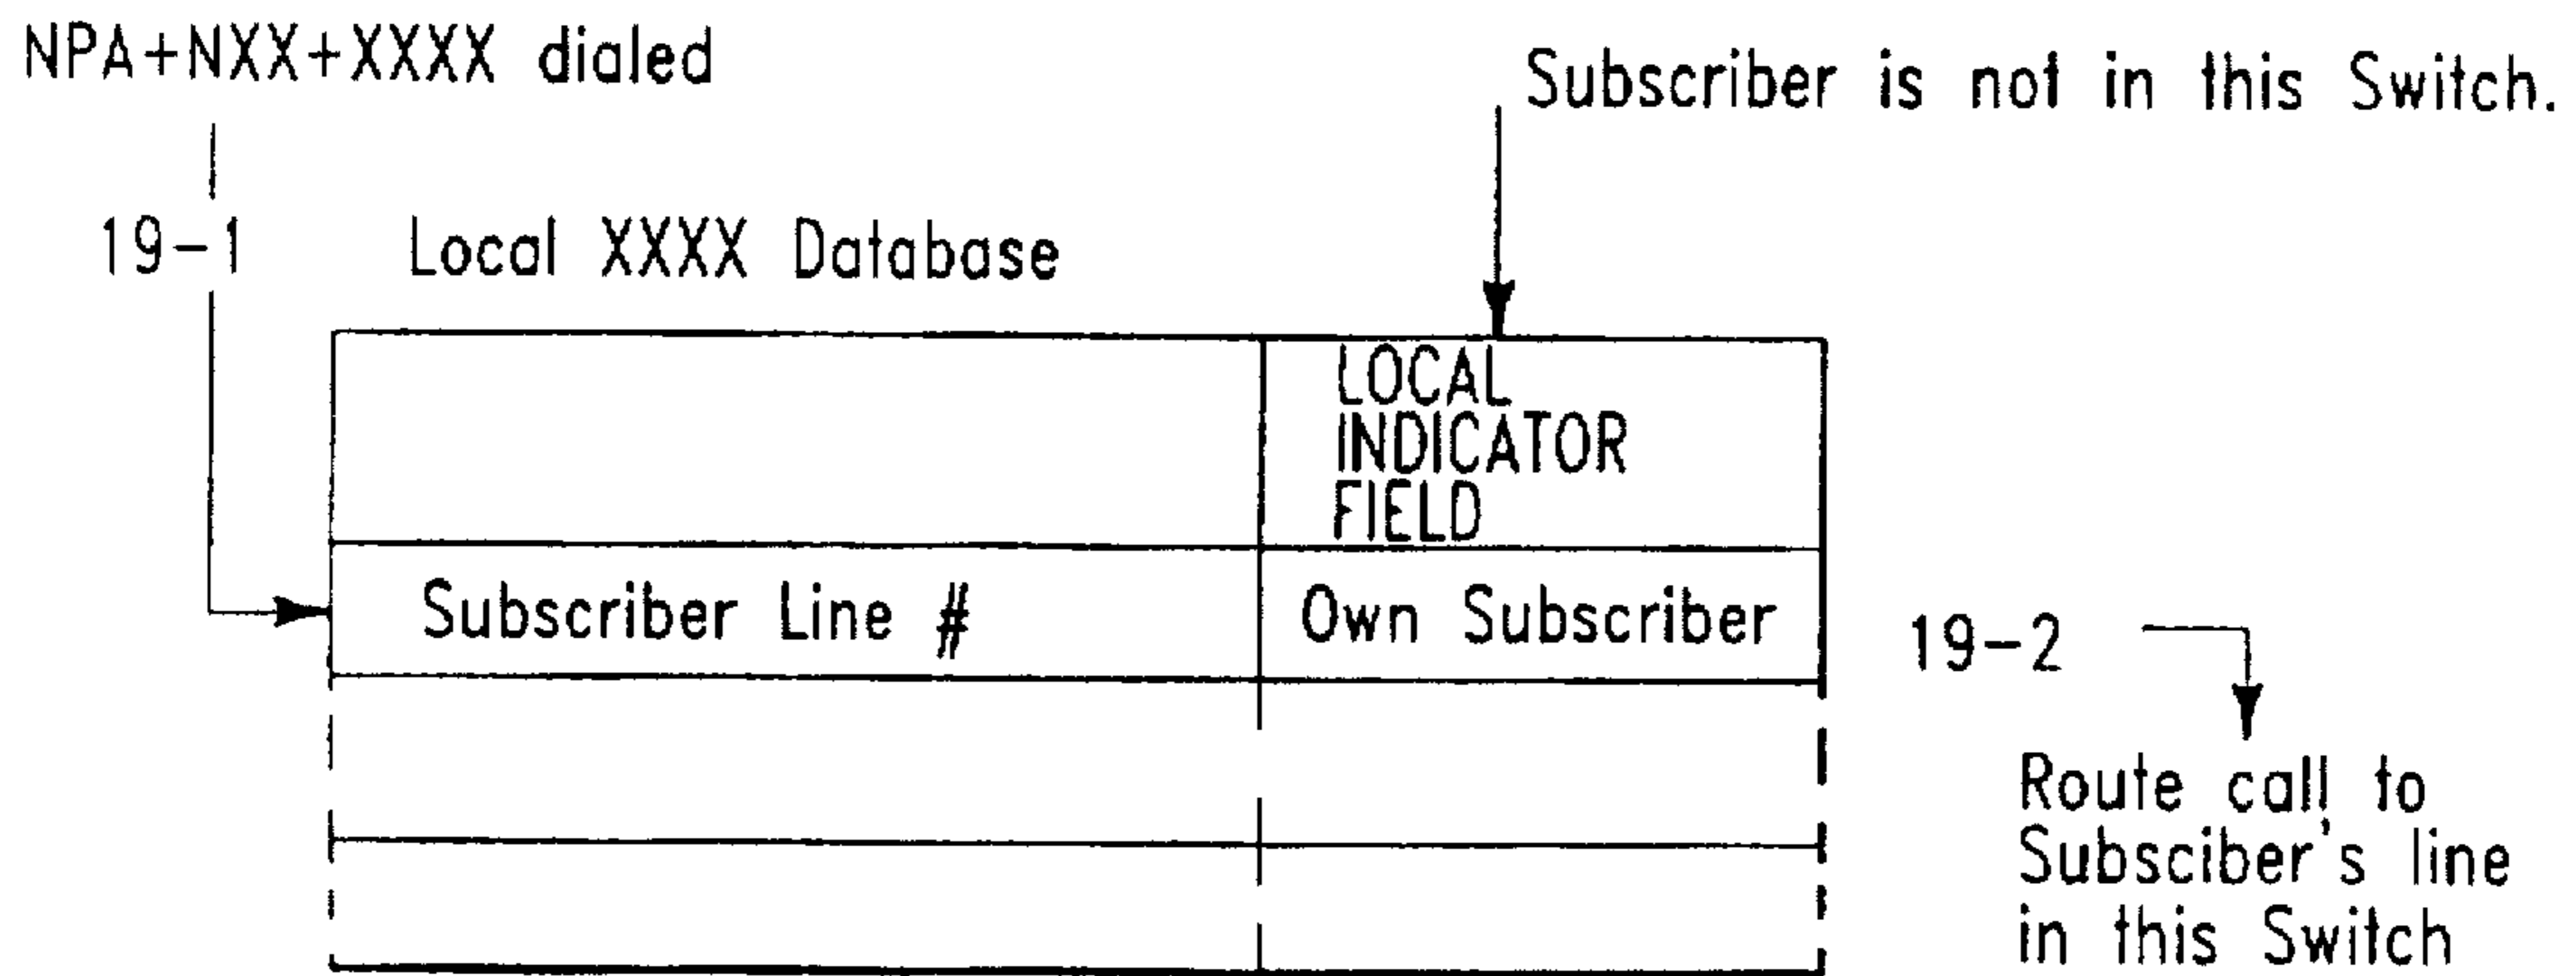 NPA+NXX+XXXX dialed
Subscriber is not in this Switch.
19-1
Local XXXX Database
LOCAL
INDICATOR
FIELD
Subscriber Line #
Own Subscriber
19-2
Route call to
Subsciber's line
in this Switch